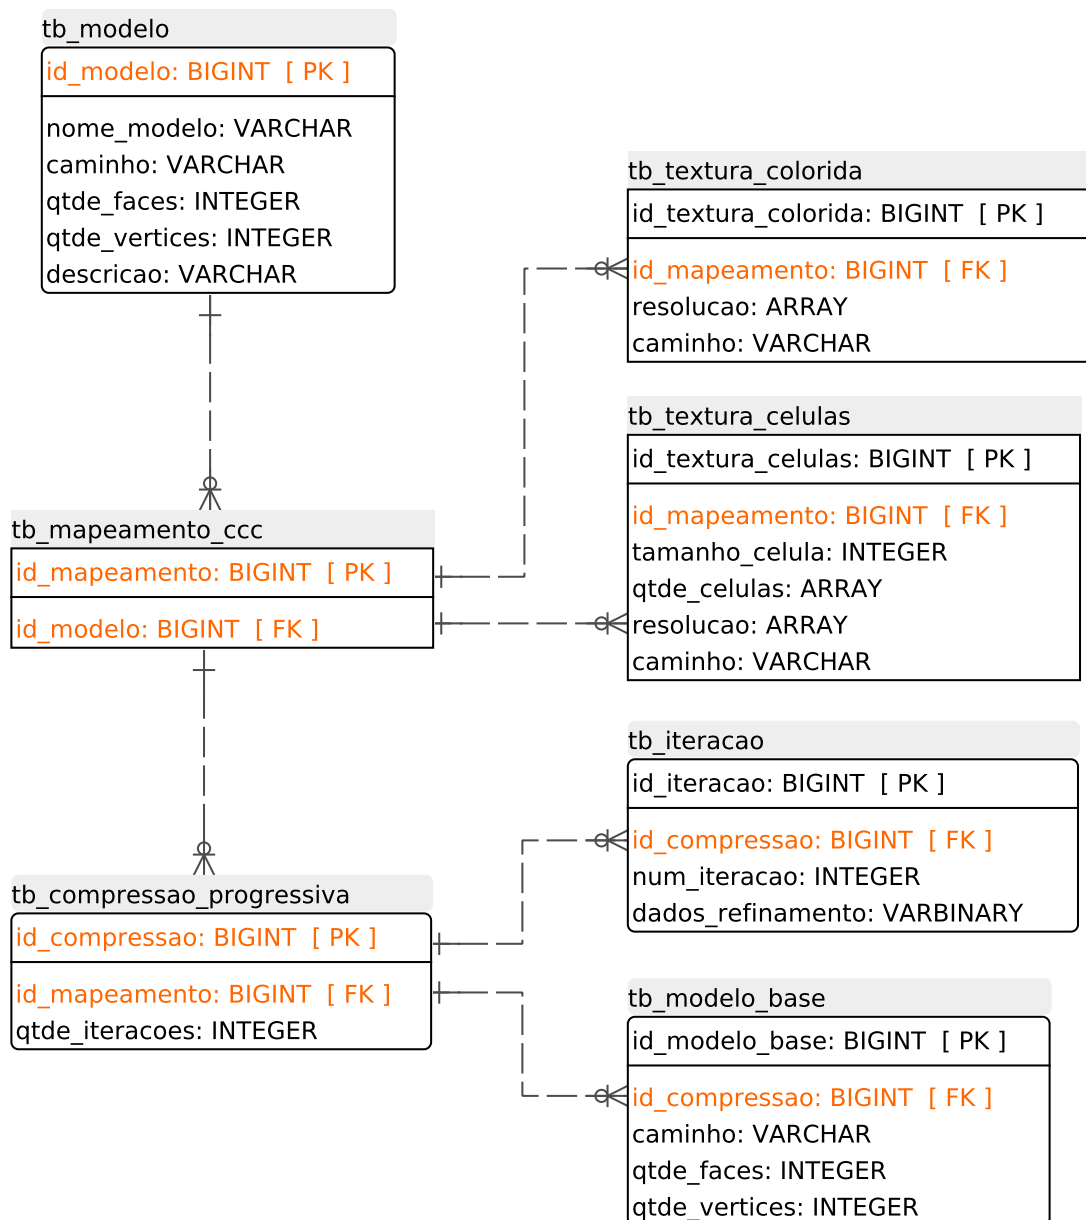 tb_modelo
id_modelo: BIGINT [ PK ]
nome_modelo: VARCHAR
caminho: VARCHAR
qtde_faces: INTEGER
qtde_vertices: INTEGER
descricao: VARCHAR
tb_mapeamento_ccc
id_mapeamento: BIGINT [ PK ]
id_modelo: BIGINT [ FK ]
tb_compressao_progressiva
id_compressao: BIGINT [ PK ]
id_mapeamento: BIGINT [ FK ]
qtde_iteracoes: INTEGER
tb_textura_colorida
id_textura_colorida: BIGINT [ PK ]
id_mapeamento: BIGINT [ FK ]
resolucao: ARRAY
caminho: VARCHAR
tb_textura_celulas
id_textura_celulas: BIGINT [ PK ]
id_mapeamento: BIGINT [ FK ]
tamanho_celula: INTEGER
qtde_celulas: ARRAY
resolucao: ARRAY
caminho: VARCHAR
tb_iteracao
id_iteracao: BIGINT [ PK ]
id_compressao: BIGINT [ FK ]
num_iteracao: INTEGER
dados_refinamento: VARBINARY
tb_modelo_base
id_modelo_base: BIGINT [ PK ]
id_compressao: BIGINT [ FK ]
caminho: VARCHAR
qtde_faces: INTEGER
qtde_vertices: INTEGER